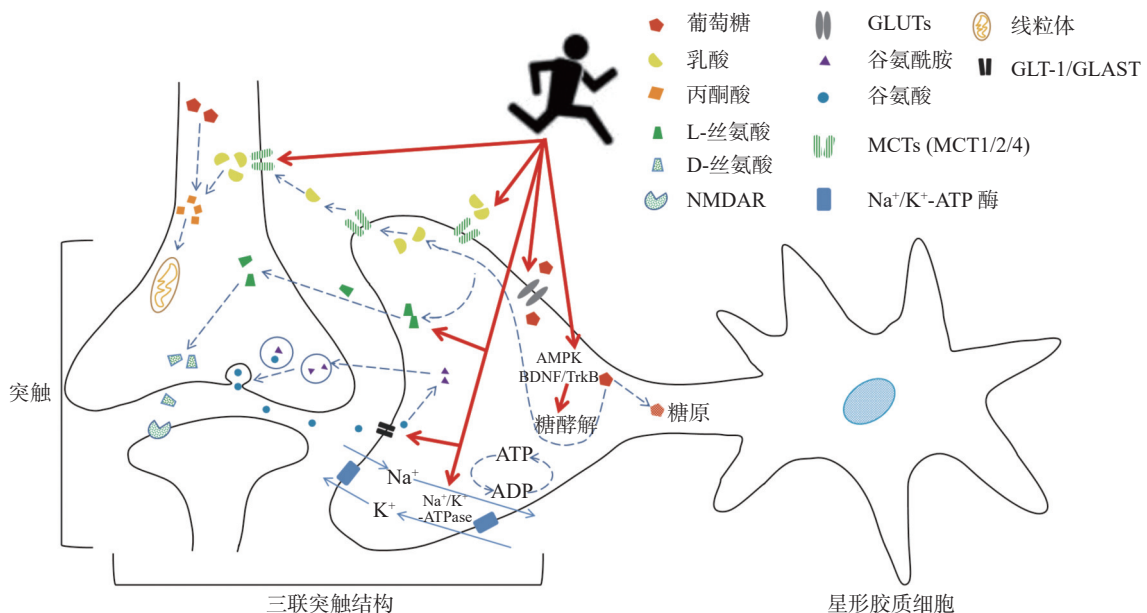 葡萄糖
乳酸
丙酮酸
L-丝氨酸
D-丝氨酸
NMDAR
GLUTs
谷氨酰胺
谷氨酸
MCTs (MCT1/2/4)
Na⁺/K⁺-ATP 酶
线粒体
GLT-1/GLAST
突触
AMPK
BDNF/TrkB
糖酵解
糖原
ATP
ADP
Na⁺
K⁺
Na⁺/K⁺
-ATPase
三联突触结构
星形胶质细胞